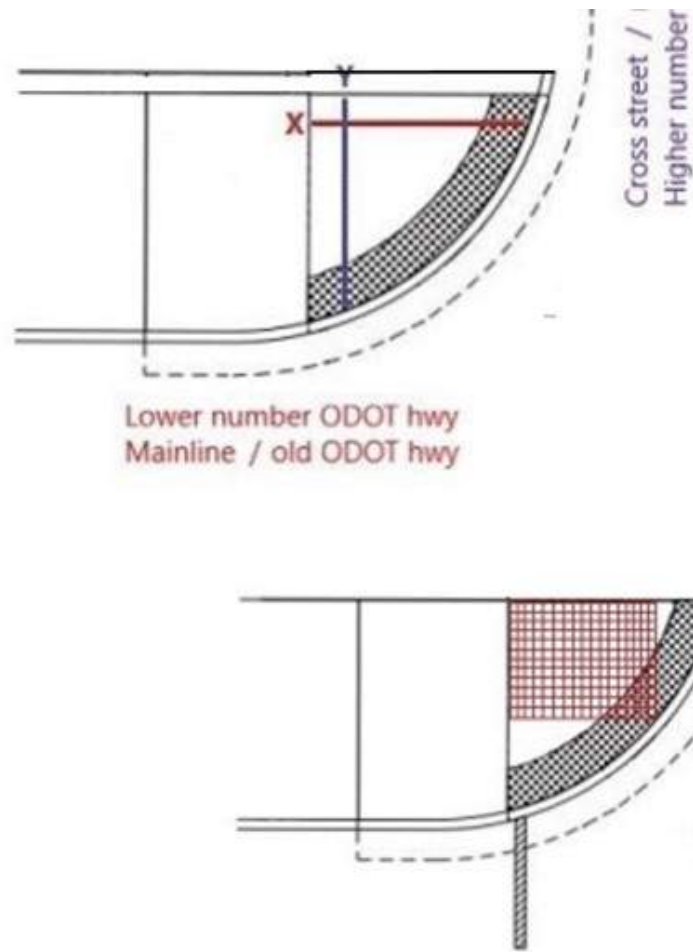 Y
X
Cross street /
Higher number
Lower number ODOT hwy
Mainline / old ODOT hwy